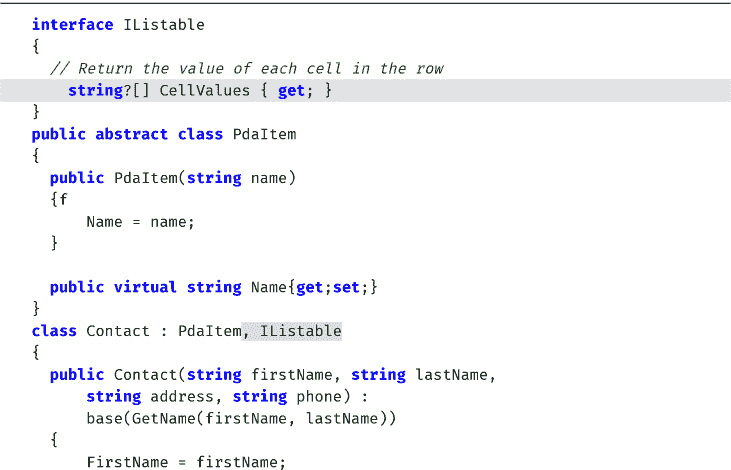 interface IListable
{
// Return the value of each cell in the row
string?[] CellValues { get; }
}
public abstract class PdaItem
{
public PdaItem(string name)
{f
Name = name;
}
public virtual string Name{get;set;}
}
class Contact : PdaItem, IListable
{
public Contact(string firstName, string lastName,
string address, string phone) :
base(GetName(firstName, lastName))
{
FirstName = firstName;